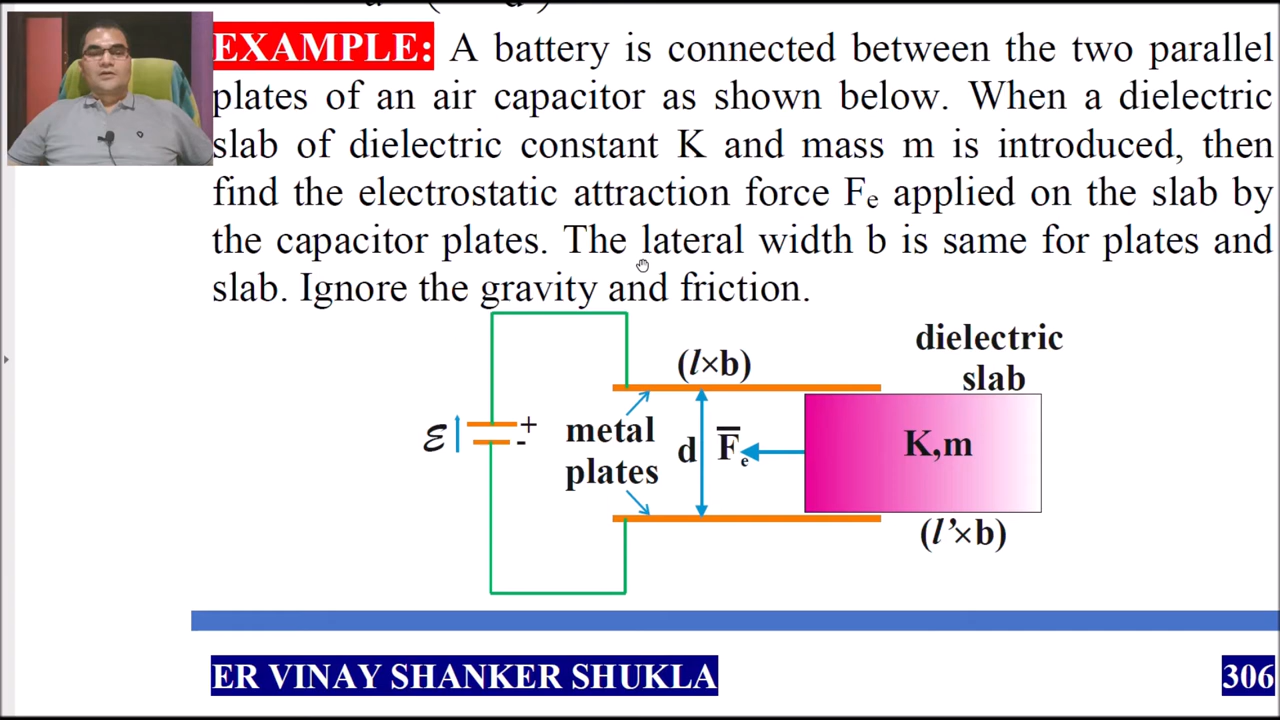 EXAMPLE: A battery is connected between the two parallel
plates of an air capacitor as shown below. When a dielectric
slab of dielectric constant K and mass m is introduced, then
find the electrostatic attraction force Fₑ applied on the slab by
the capacitor plates. The lateral width b is same for plates and
slab. Ignore the gravity and friction.
dielectric
slab
(l×b)
ℰ
+
-
metal
plates
d
F̅ₑ
K,m
(l’×b)
ER VINAY SHANKER SHUKLA
306